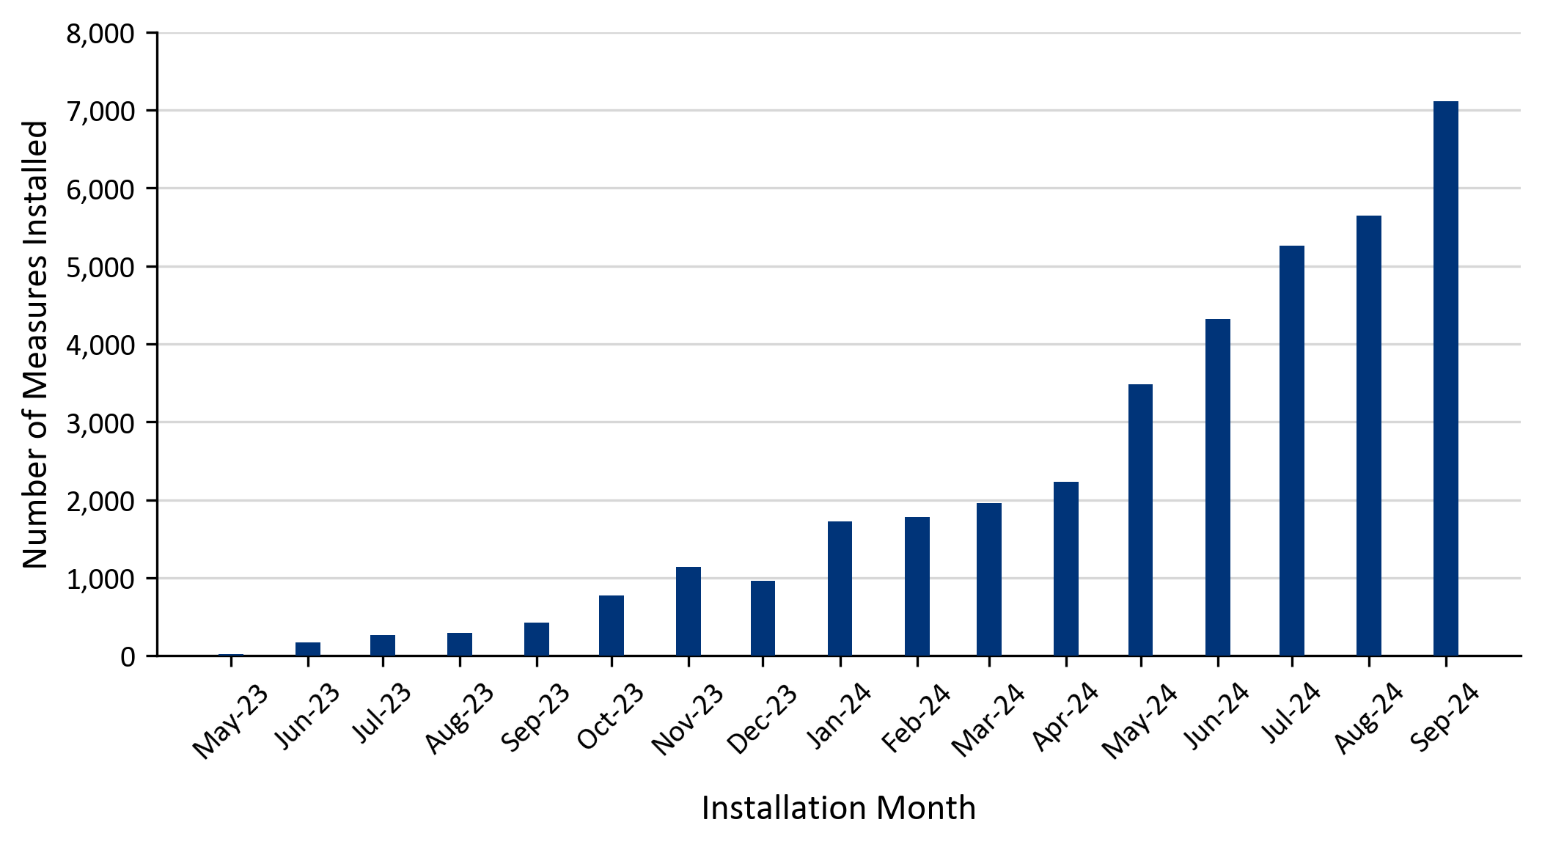 8,000
7,000
6,000
5,000
4,000
3,000
2,000
1,000
0
Number of Measures Installed
May-23
Jun-23
Jul-23
Aug-23
Sep-23
Oct-23
Nov-23
Dec-23
Jan-24
Feb-24
Mar-24
Apr-24
May-24
Jun-24
Jul-24
Aug-24
Sep-24
Installation Month